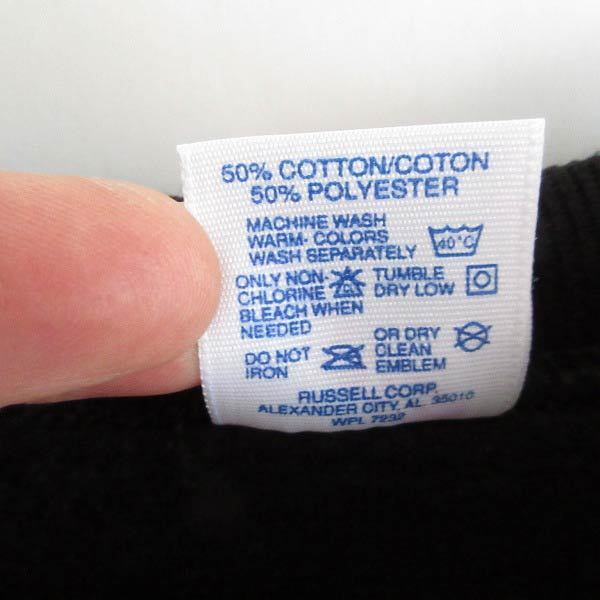 50% COTTON/COTON
50% POLYESTER
MACHINE WASH
WARM- COLORS
WASH SEPARATELY
40°C
ONLY NON-
CHLORINE
BLEACH WHEN
NEEDED
TUMBLE
DRY LOW
DO NOT
IRON
OR DRY
CLEAN
EMBLEM
RUSSELL CORP.
ALEXANDER CITY, AL 35010
WPL 7232